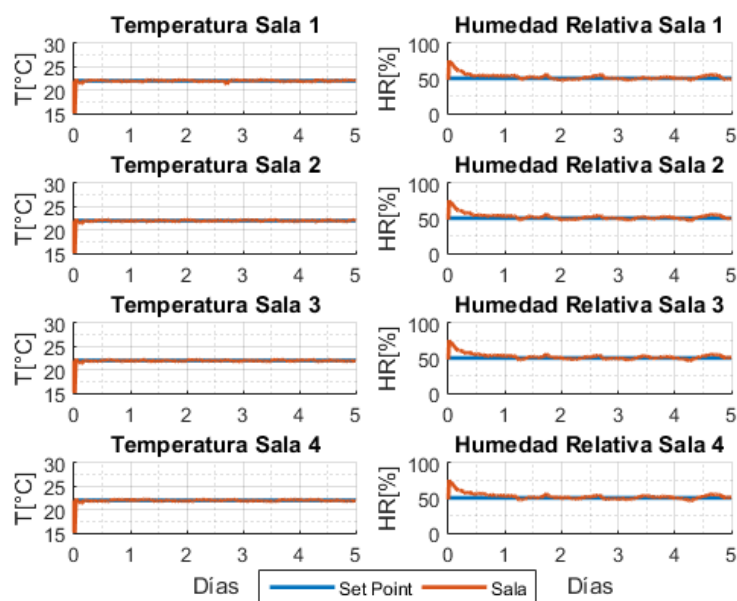 Temperatura Sala 1
Humedad Relativa Sala 1
T[°C]
30
25
20
15
0 1 2 3 4 5
HR[%]
100
50
0
0 1 2 3 4 5
Temperatura Sala 2
Humedad Relativa Sala 2
T[°C]
30
25
20
15
0 1 2 3 4 5
HR[%]
100
50
0
0 1 2 3 4 5
Temperatura Sala 3
Humedad Relativa Sala 3
T[°C]
30
25
20
15
0 1 2 3 4 5
HR[%]
100
50
0
0 1 2 3 4 5
Temperatura Sala 4
Humedad Relativa Sala 4
T[°C]
30
25
20
15
0 1 2 3 4 5
HR[%]
100
50
0
0 1 2 3 4 5
Días
Set Point
Sala
Días